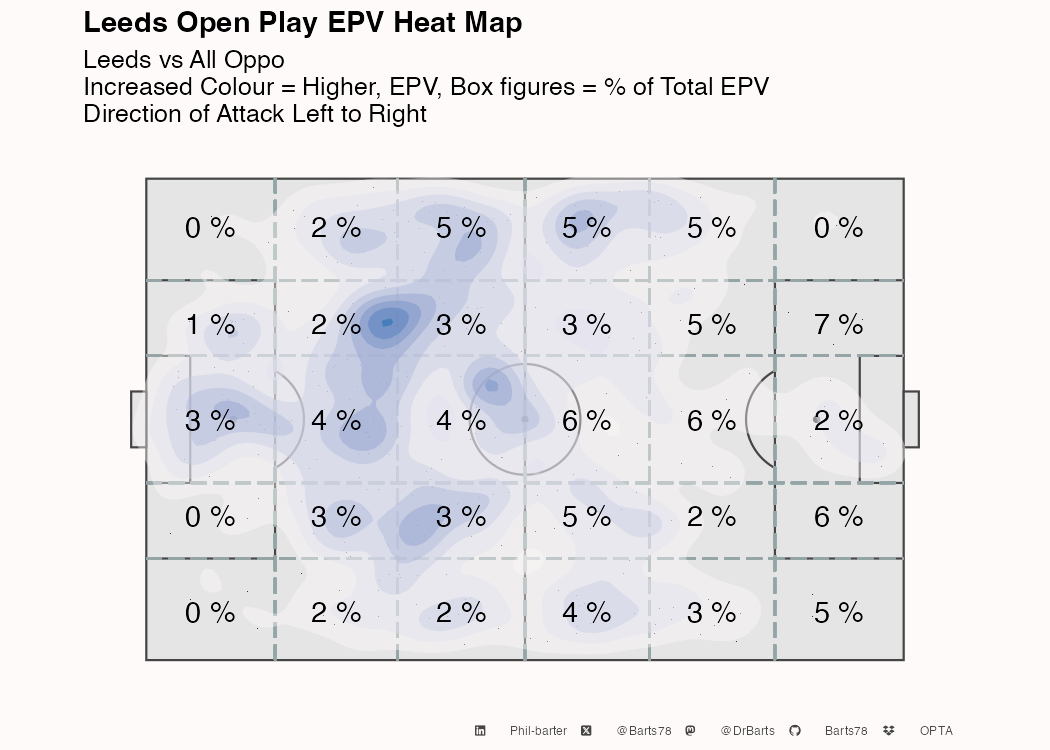 Leeds Open Play EPV Heat Map
Leeds vs All Oppo
Increased Colour = Higher, EPV, Box figures = % of Total EPV
Direction of Attack Left to Right
0 % 2 % 5 % 5 % 5 % 0 %
1 % 2 % 3 % 3 % 5 % 7 %
3 % 4 % 4 % 6 % 6 % 2 %
0 % 3 % 3 % 5 % 2 % 6 %
0 % 2 % 2 % 4 % 3 % 5 %
Phil-barter @Barts78 @DrBarts Barts78 OPTA